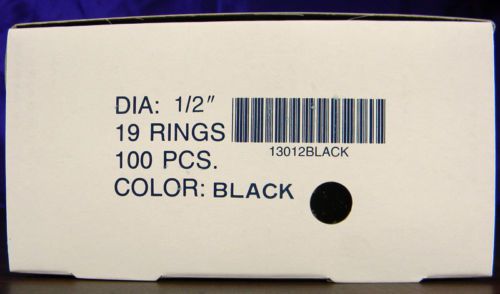 DIA: 1/2"
19 RINGS
13012BLACK
100 PCS.
COLOR: BLACK